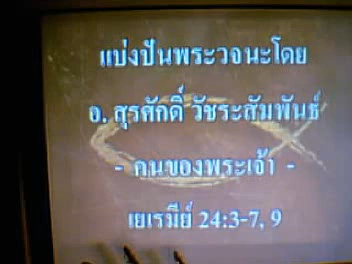 แบ่งปันพระวจนะโดย
อ. สุรศักดิ์ วัชระสัมพันธ์
- คนของพระเจ้า -
เยเรมีย์ 24:3-7, 9